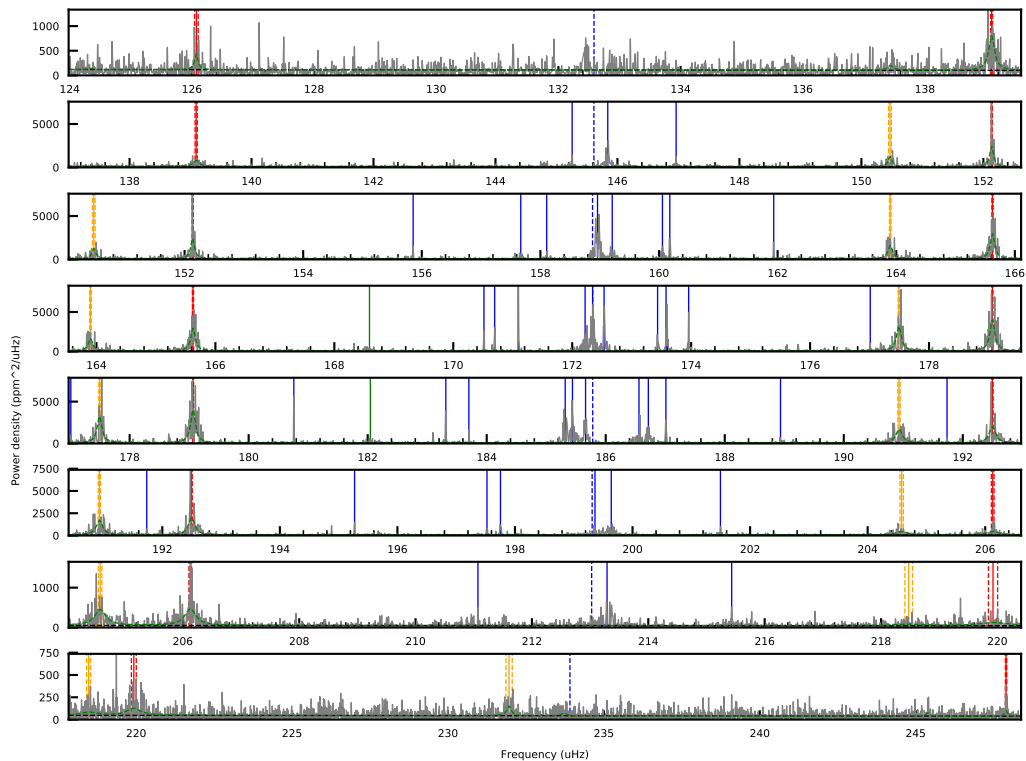 1000
500
0
124 126 128 130 132 134 136 138
5000
0
138 140 142 144 146 148 150 152
5000
0
152 154 156 158 160 162 164 166
5000
0
164 166 168 170 172 174 176 178
Power density (ppm^2/uHz)
5000
0
178 180 182 184 186 188 190 192
7500
5000
2500
0
192 194 196 198 200 202 204 206
1000
0
206 208 210 212 214 216 218 220
750
500
250
0
220 225 230 235 240 245
Frequency (uHz)